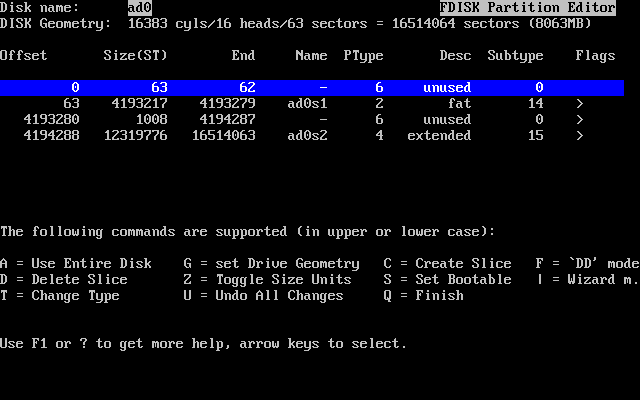 Disk name: ad0 FDISK Partition Editor
DISK Geometry: 16383 cyls/16 heads/63 sectors = 16514064 sectors (8063MB)
Offset Size(ST) End Name PType Desc Subtype Flags
0 63 62 - 6 unused 0
63 4193217 4193279 ad0s1 2 fat 14 >
4193280 1008 4194287 - 6 unused 0 >
4194288 12319776 16514063 ad0s2 4 extended 15 >
The following commands are supported (in upper or lower case):
A = Use Entire Disk G = set Drive Geometry C = Create Slice F = `DD' mode
D = Delete Slice Z = Toggle Size Units S = Set Bootable | = Wizard m.
T = Change Type U = Undo All Changes Q = Finish
Use F1 or ? to get more help, arrow keys to select.